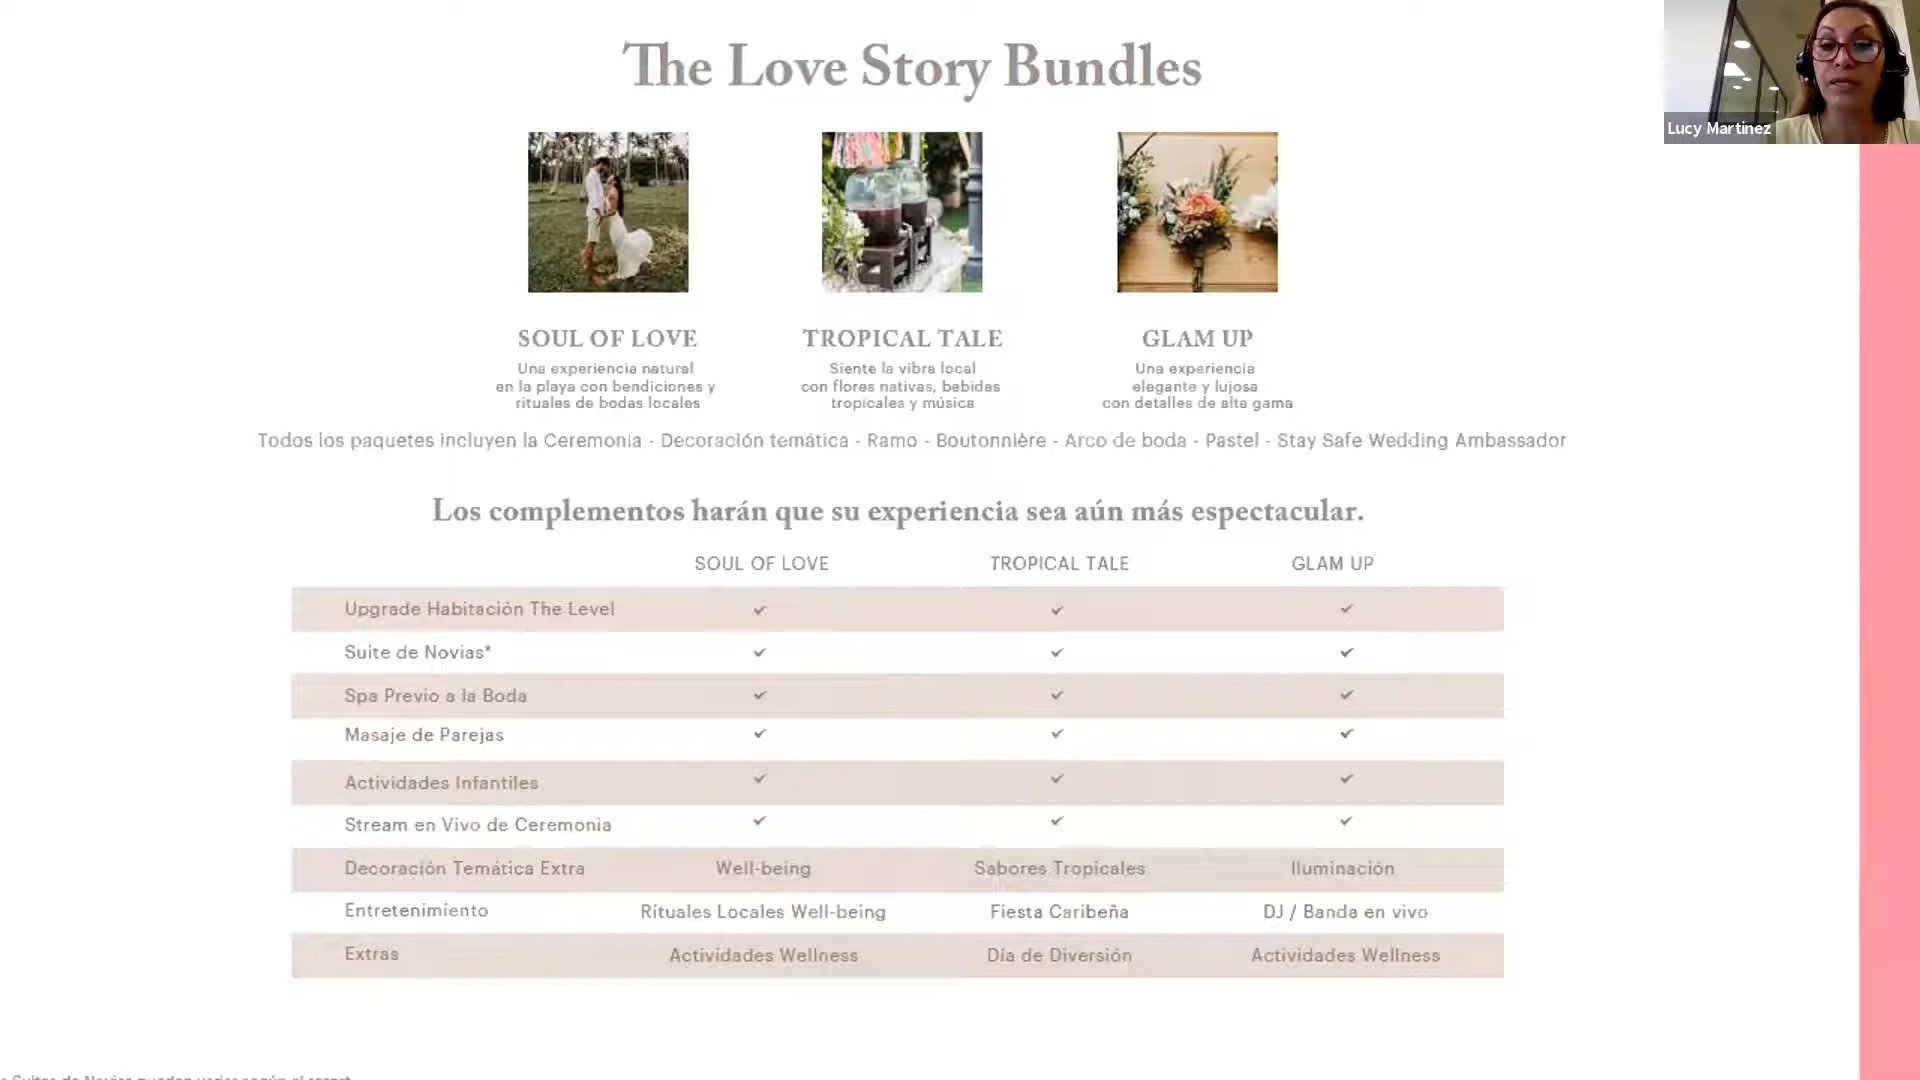 The Love Story Bundles
Lucy Martinez
SOUL OF LOVE
Una experiencia natural
en la playa con bendiciones y
rituales de bodas locales
TROPICAL TALE
Siente la vibra local
con flores nativas, bebidas
tropicales y música
GLAM UP
Una experiencia
elegante y lujosa
con detalles de alta gama
Todos los paquetes incluyen la Ceremonia - Decoración temática - Ramo - Boutonnière - Arco de boda - Pastel - Stay Safe Wedding Ambassador
Los complementos harán que su experiencia sea aún más espectacular.
SOUL OF LOVE TROPICAL TALE GLAM UP
Upgrade Habitación The Level ✓ ✓ ✓
Suite de Novias* ✓ ✓ ✓
Spa Previo a la Boda ✓ ✓ ✓
Masaje de Parejas ✓ ✓ ✓
Actividades Infantiles ✓ ✓ ✓
Stream en Vivo de Ceremonia ✓ ✓ ✓
Decoración Temática Extra Well-being Sabores Tropicales Iluminación
Entretenimiento Rituales Locales Well-being Fiesta Caribeña DJ / Banda en vivo
Extras Actividades Wellness Día de Diversión Actividades Wellness